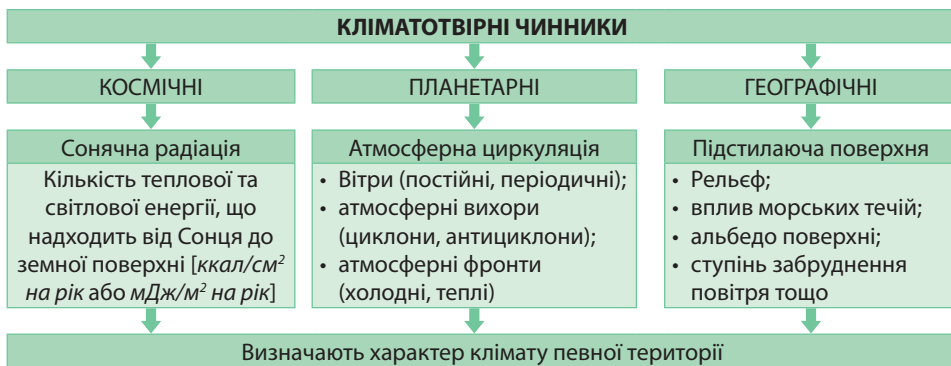 КЛІМАТОТВІРНІ ЧИННИКИ
КОСМІЧНІ
Сонячна радіація
Кількість теплової та
світлової енергії, що
надходить від Сонця до
земної поверхні [ккал/см²
на рік або мДж/м² на рік]
ПЛАНЕТАРНІ
Атмосферна циркуляція
• Вітри (постійні, періодичні);
• атмосферні вихори
(циклони, антициклони);
• атмосферні фронти
(холодні, теплі)
ГЕОГРАФІЧНІ
Підстилаюча поверхня
• Рельєф;
• вплив морських течій;
• альбедо поверхні;
• ступінь забруднення
повітря тощо
Визначають характер клімату певної території